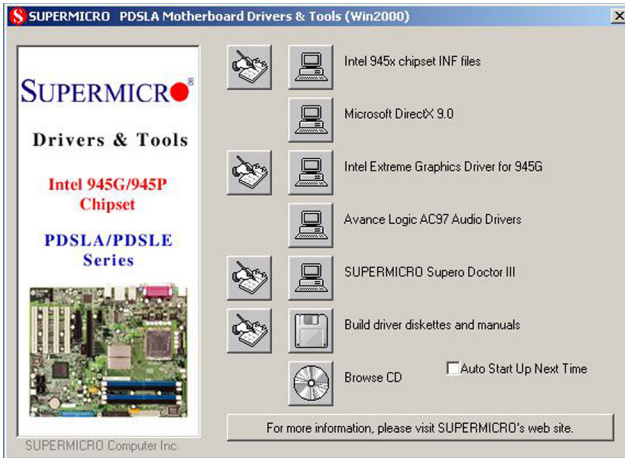 SUPERMICRO PDSLA Motherboard Drivers & Tools (Win2000)
SUPERMICRO®
Drivers & Tools
Intel 945G/945P
Chipset
PDSLA/PDSLE
Series
SUPERMICRO Computer Inc.
Intel 945x chipset INF files
Microsoft DirectX 9.0
Intel Extreme Graphics Driver for 945G
Avance Logic AC97 Audio Drivers
SUPERMICRO Supero Doctor III
Build driver diskettes and manuals
Browse CD
Auto Start Up Next Time
For more information, please visit SUPERMICRO's web site.